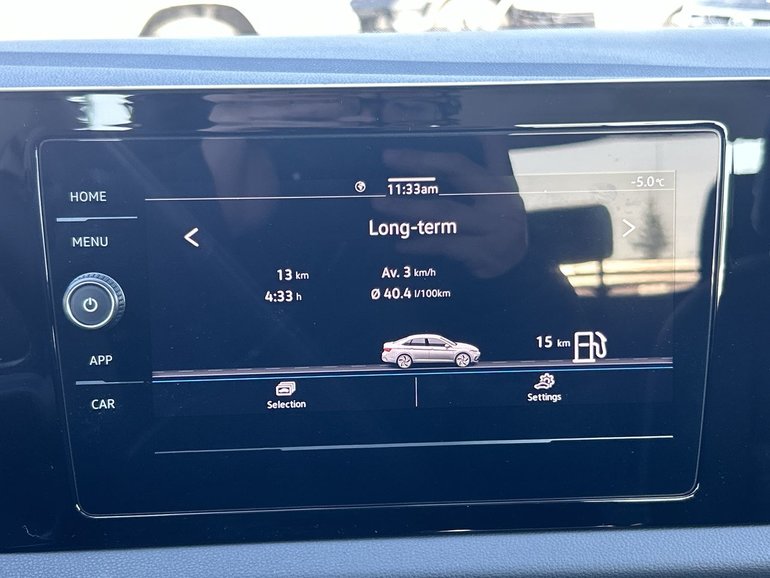 HOME
MENU
APP
CAR
11:33am
-5.0°C
Long-term
13 km
4:33 h
Av. 3 km/h
Ø 40.4 l/100km
15 km
Selection
Settings